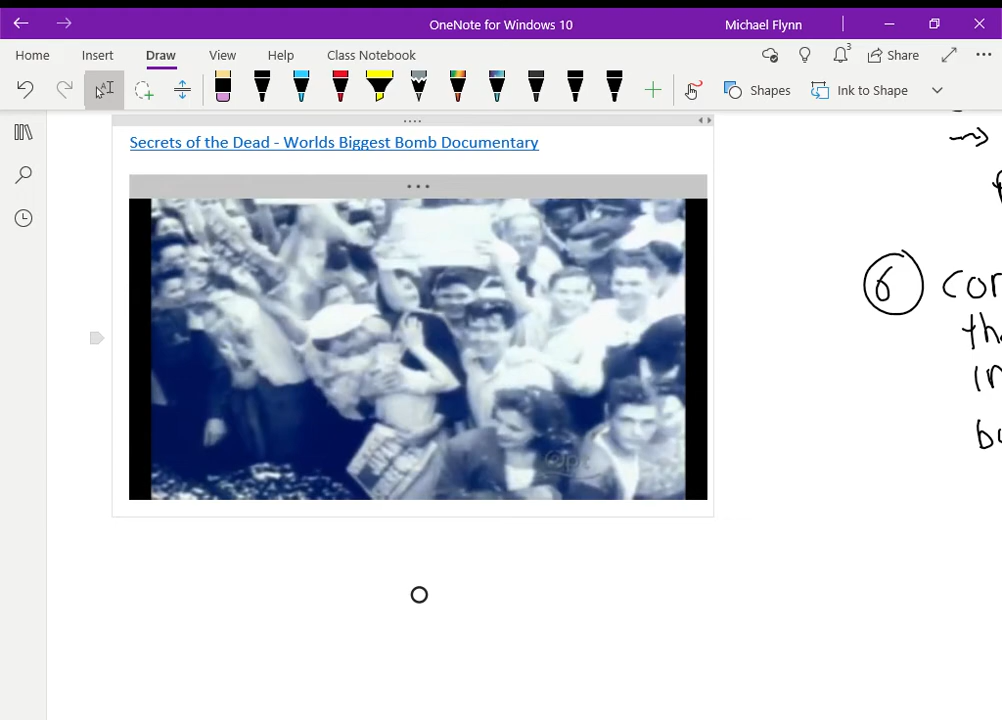 OneNote for Windows 10
Michael Flynn
Home Insert Draw View Help Class Notebook
3
Share
Shapes
Ink to Shape
Secrets of the Dead - Worlds Biggest Bomb Documentary
6